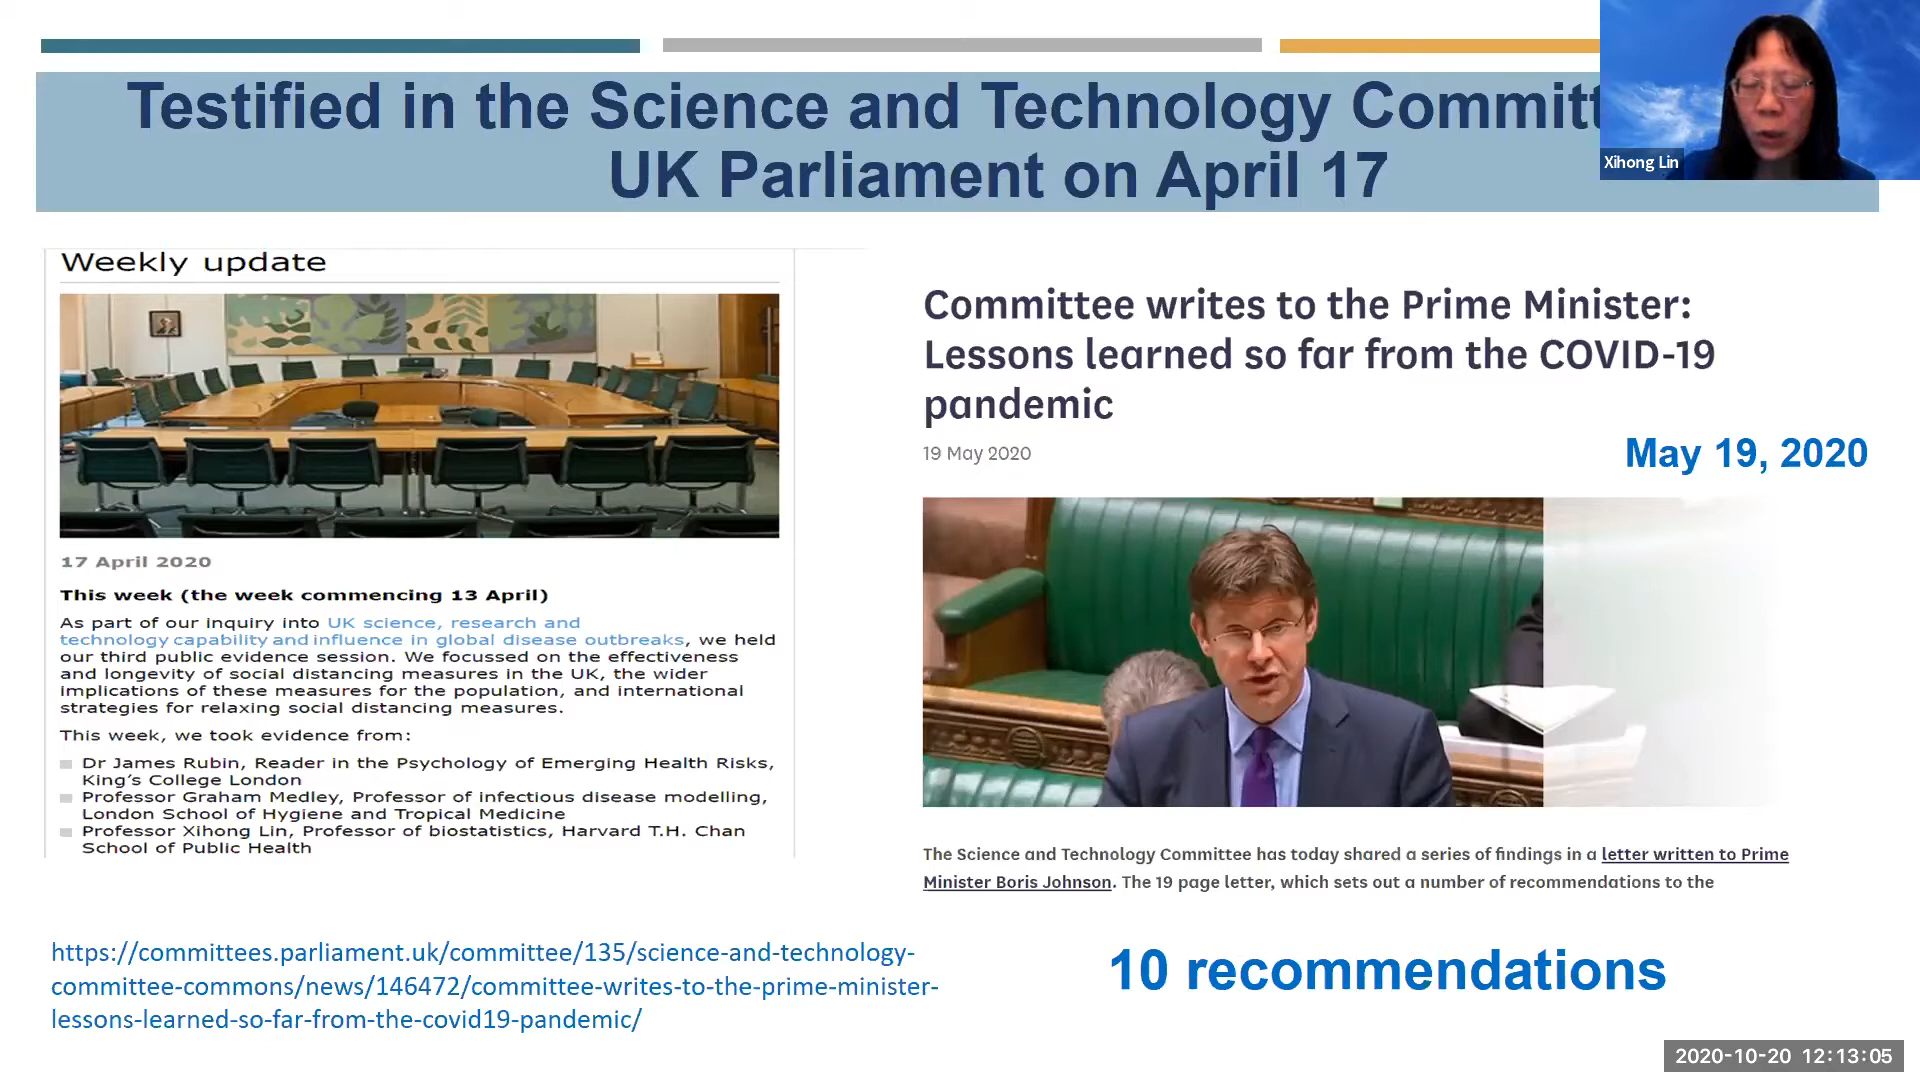 Testified in the Science and Technology Committ
UK Parliament on April 17
Xihong Lin
Weekly update
17 April 2020
This week (the week commencing 13 April)
As part of our inquiry into UK science, research and
technology capability and influence in global disease outbreaks, we held
our third public evidence session. We focussed on the effectiveness
and longevity of social distancing measures in the UK, the wider
implications of these measures for the population, and international
strategies for relaxing social distancing measures.
This week, we took evidence from:
Dr James Rubin, Reader in the Psychology of Emerging Health Risks,
King's College London
Professor Graham Medley, Professor of infectious disease modelling,
London School of Hygiene and Tropical Medicine
Professor Xihong Lin, Professor of biostatistics, Harvard T.H. Chan
School of Public Health
Committee writes to the Prime Minister:
Lessons learned so far from the COVID-19
pandemic
19 May 2020
May 19, 2020
The Science and Technology Committee has today shared a series of findings in a letter written to Prime
Minister Boris Johnson. The 19 page letter, which sets out a number of recommendations to the
https://committees.parliament.uk/committee/135/science-and-technology-
committee-commons/news/146472/committee-writes-to-the-prime-minister-
lessons-learned-so-far-from-the-covid19-pandemic/
10 recommendations
2020-10-20 12:13:05